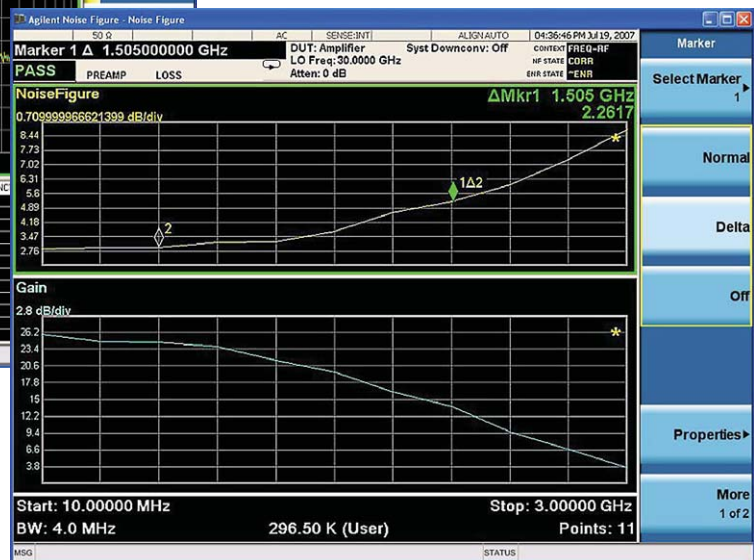 Agilent Noise Figure - Noise Figure
50 Ω AC SENSE:INT ALIGN AUTO 04:36:46 PM Jul 19, 2007
Marker 1 Δ 1.505000000 GHz
DUT: Amplifier Syst Downconv: Off
LO Freq: 30.0000 GHz
Atten: 0 dB
CONTEXT FREQ=RF
NF STATE CORR
ENR STATE ~ENR
PASS PREAMP LOSS
NoiseFigure
ΔMkr1 1.505 GHz
2.2617
0.709999966621399 dB/div
8.44
7.73
7.02
6.31
5.6
4.89
4.18
3.47
2.76
2
1Δ2
*
Gain
2.8 dB/div
26.2
23.4
20.6
17.8
15
12.2
9.4
6.6
3.8
*
Start: 10.00000 MHz Stop: 3.00000 GHz
BW: 4.0 MHz 296.50 K (User) Points: 11
MSG STATUS
Marker
Select Marker
1
Normal
Delta
Off
Properties
More
1 of 2